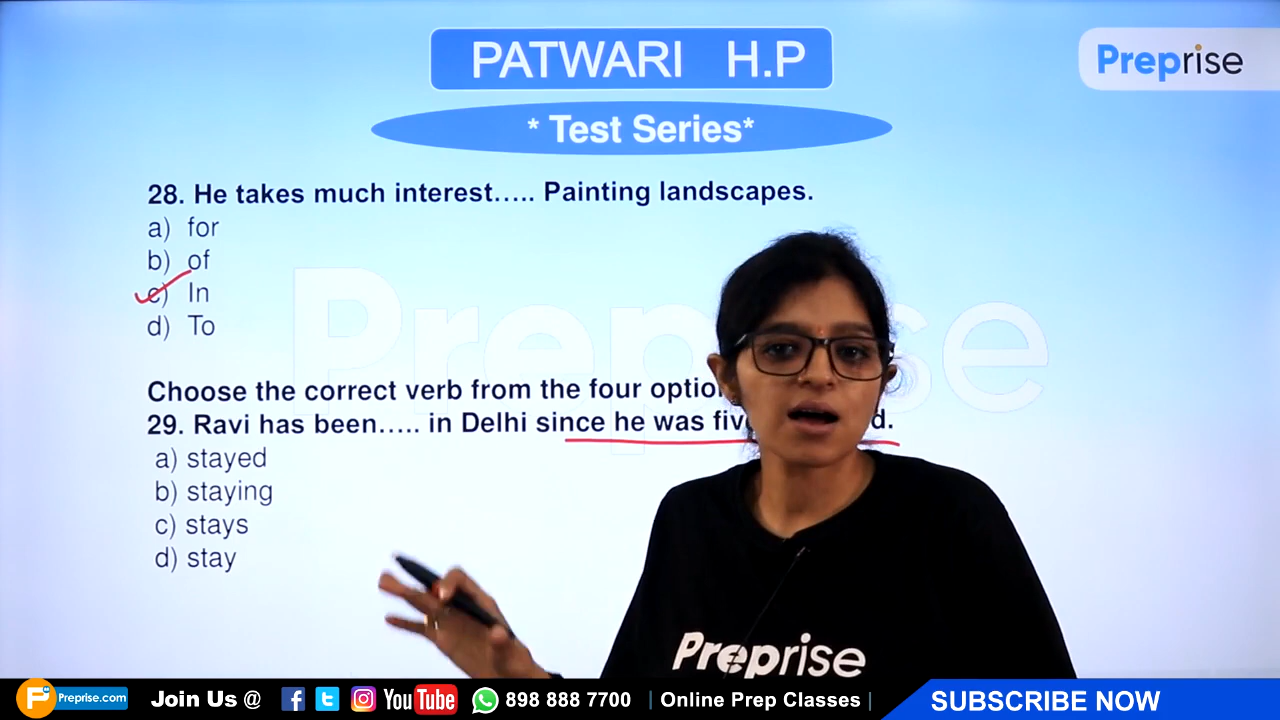 PATWARI H.P
Preprise
* Test Series*
28. He takes much interest..... Painting landscapes.
a) for
b) of
c) In
d) To
Preprise
Choose the correct verb from the four
29. Ravi has been..... in Delhi since he was
a) stayed
b) staying
c) stays
d) stay
Preprise
Preprise.com Join Us @ YouTube 898 888 7700 | Online Prep Classes | SUBSCRIBE NOW